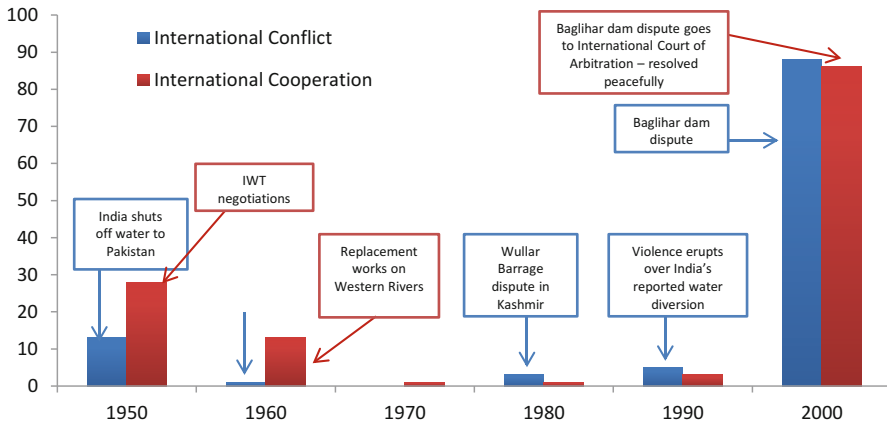 100
90
80
70
60
50
40
30
20
10
0
International Conflict
International Cooperation
India shuts
off water to
Pakistan
IWT
negotiations
Replacement
works on
Western Rivers
Wullar
Barrage
dispute in
Kashmir
Violence erupts
over India's
reported water
diversion
Baglihar dam dispute goes
to International Court of
Arbitration – resolved
peacefully
Baglihar dam
dispute
1950
1960
1970
1980
1990
2000